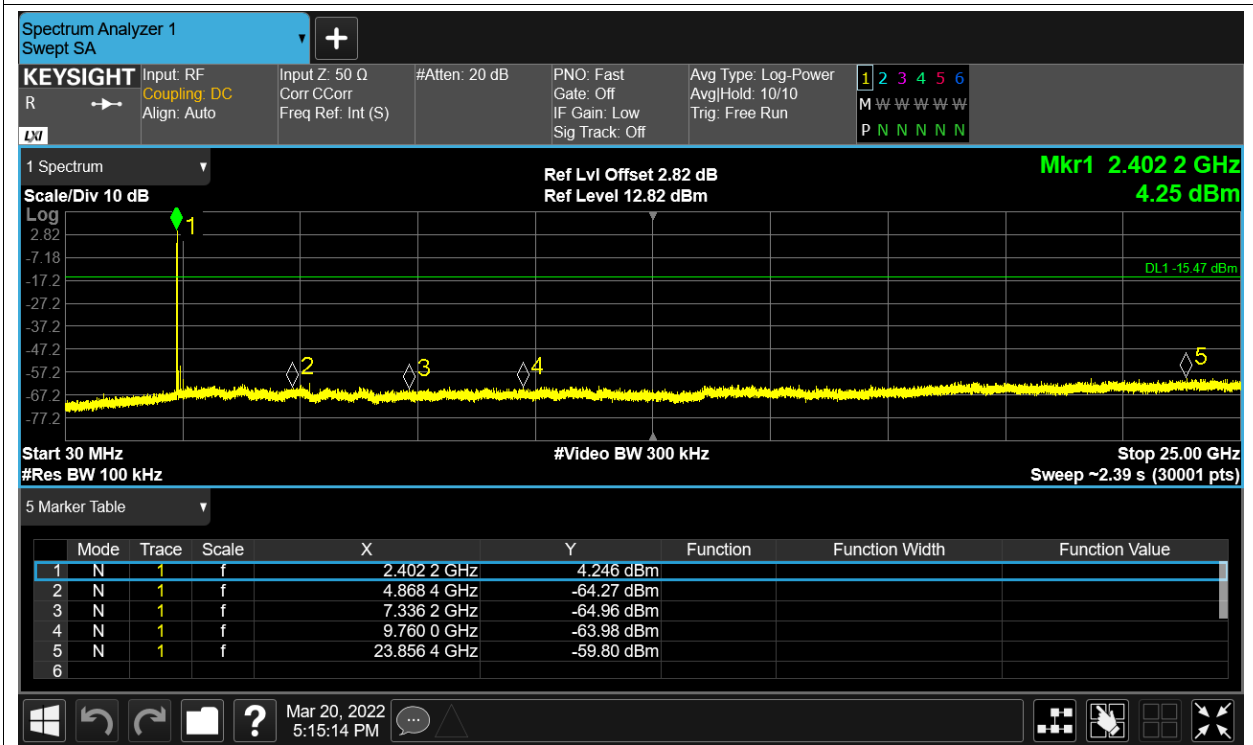 Spectrum Analyzer 1
Swept SA
KEYSIGHT
R
LXI
Input: RF
Coupling: DC
Align: Auto
Input Z: 50 Ω
Corr CCorr
Freq Ref: Int (S)
#Atten: 20 dB
PNO: Fast
Gate: Off
IF Gain: Low
Sig Track: Off
Avg Type: Log-Power
Avg|Hold: 10/10
Trig: Free Run
1 2 3 4 5 6
M W W W W W
P N N N N N
1 Spectrum
Scale/Div 10 dB
Ref Lvl Offset 2.82 dB
Ref Level 12.82 dBm
Mkr1 2.402 2 GHz
4.25 dBm
Log
2.82
-7.18
-17.2
-27.2
-37.2
-47.2
-57.2
-67.2
-77.2
1
DL1 -15.47 dBm
2
3
4
5
Start 30 MHz
#Video BW 300 kHz
Stop 25.00 GHz
#Res BW 100 kHz
Sweep ~2.39 s (30001 pts)
5 Marker Table
Mode Trace Scale X Y Function Function Width Function Value
1 N 1 f 2.402 2 GHz 4.246 dBm
2 N 1 f 4.868 4 GHz -64.27 dBm
3 N 1 f 7.336 2 GHz -64.96 dBm
4 N 1 f 9.760 0 GHz -63.98 dBm
5 N 1 f 23.856 4 GHz -59.80 dBm
6
?
Mar 20, 2022
5:15:14 PM